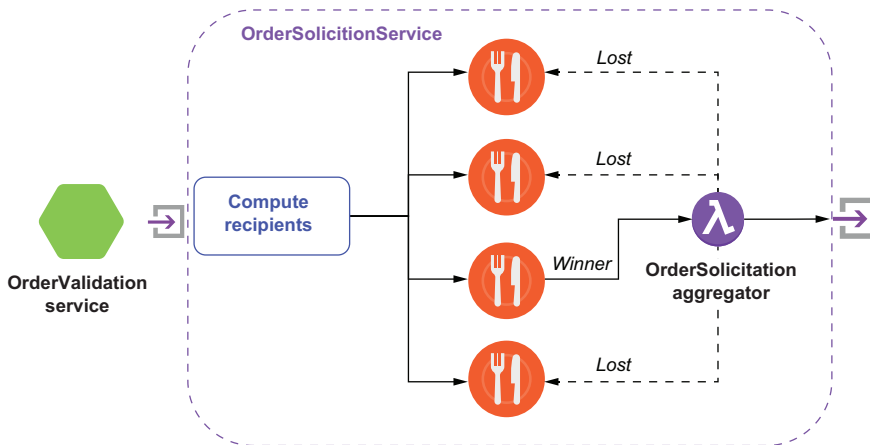 OrderSolicitionService
Lost
Lost
Compute
recipients
Winner
OrderValidation
service
OrderSolicitation
aggregator
Lost